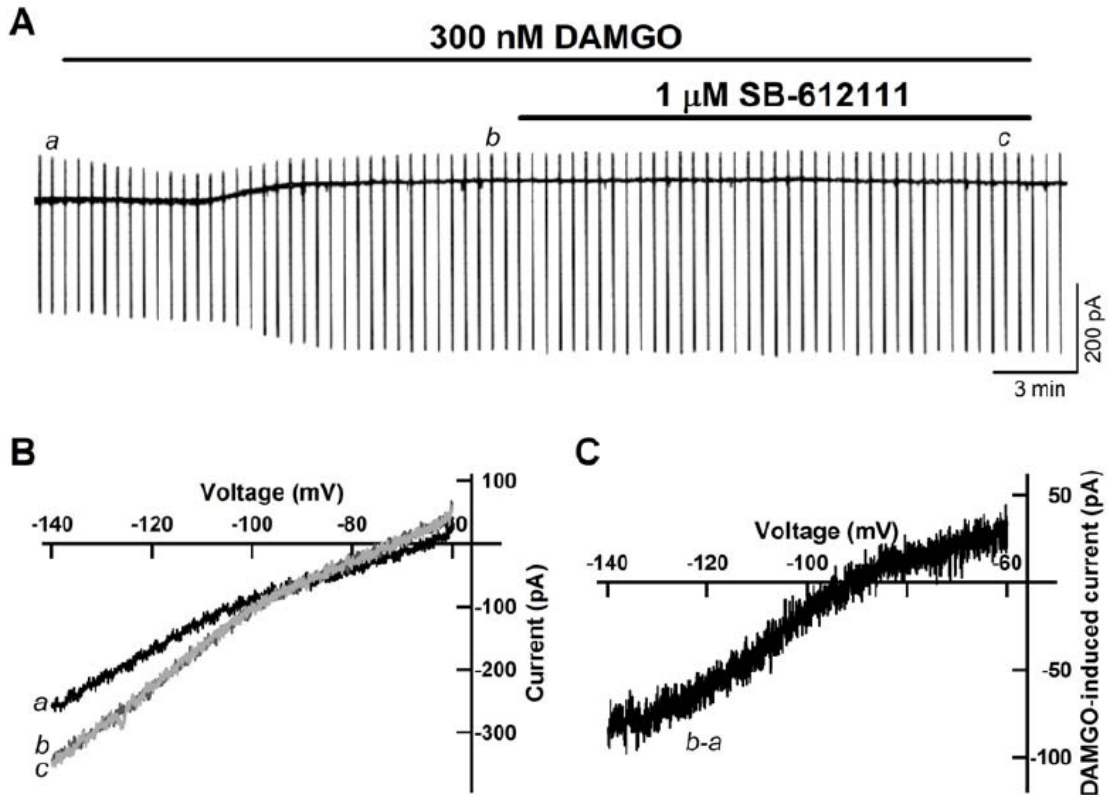 A
300 nM DAMGO
1 μM SB-612111
a
b
c
200 pA
3 min
B
Voltage (mV)
100
-140
-120
-100
-80
-100
-200
-300
Current (pA)
a
b
c
C
50
Voltage (mV)
-140
-120
-100
-60
-50
-100
DAMGO-induced current (pA)
b-a